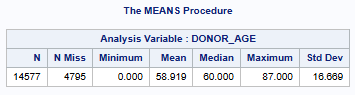 The MEANS Procedure
Analysis Variable : DONOR_AGE
N N Miss Minimum Mean Median Maximum Std Dev
14577 4795 0.000 58.919 60.000 87.000 16.669